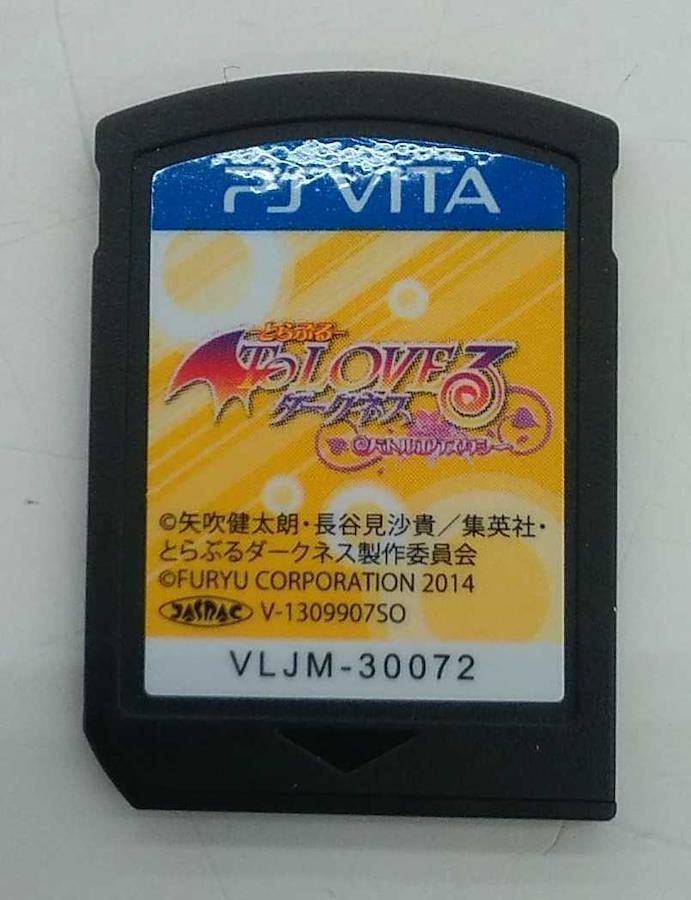 PS VITA
とらぶる
To LOVEる
ダークネス
バトルエクスタシー
©矢吹健太朗・長谷見沙貴／集英社・
とらぶるダークネス製作委員会
©FURYU CORPORATION 2014
JASRAC V-1309907SO
VLJM-30072